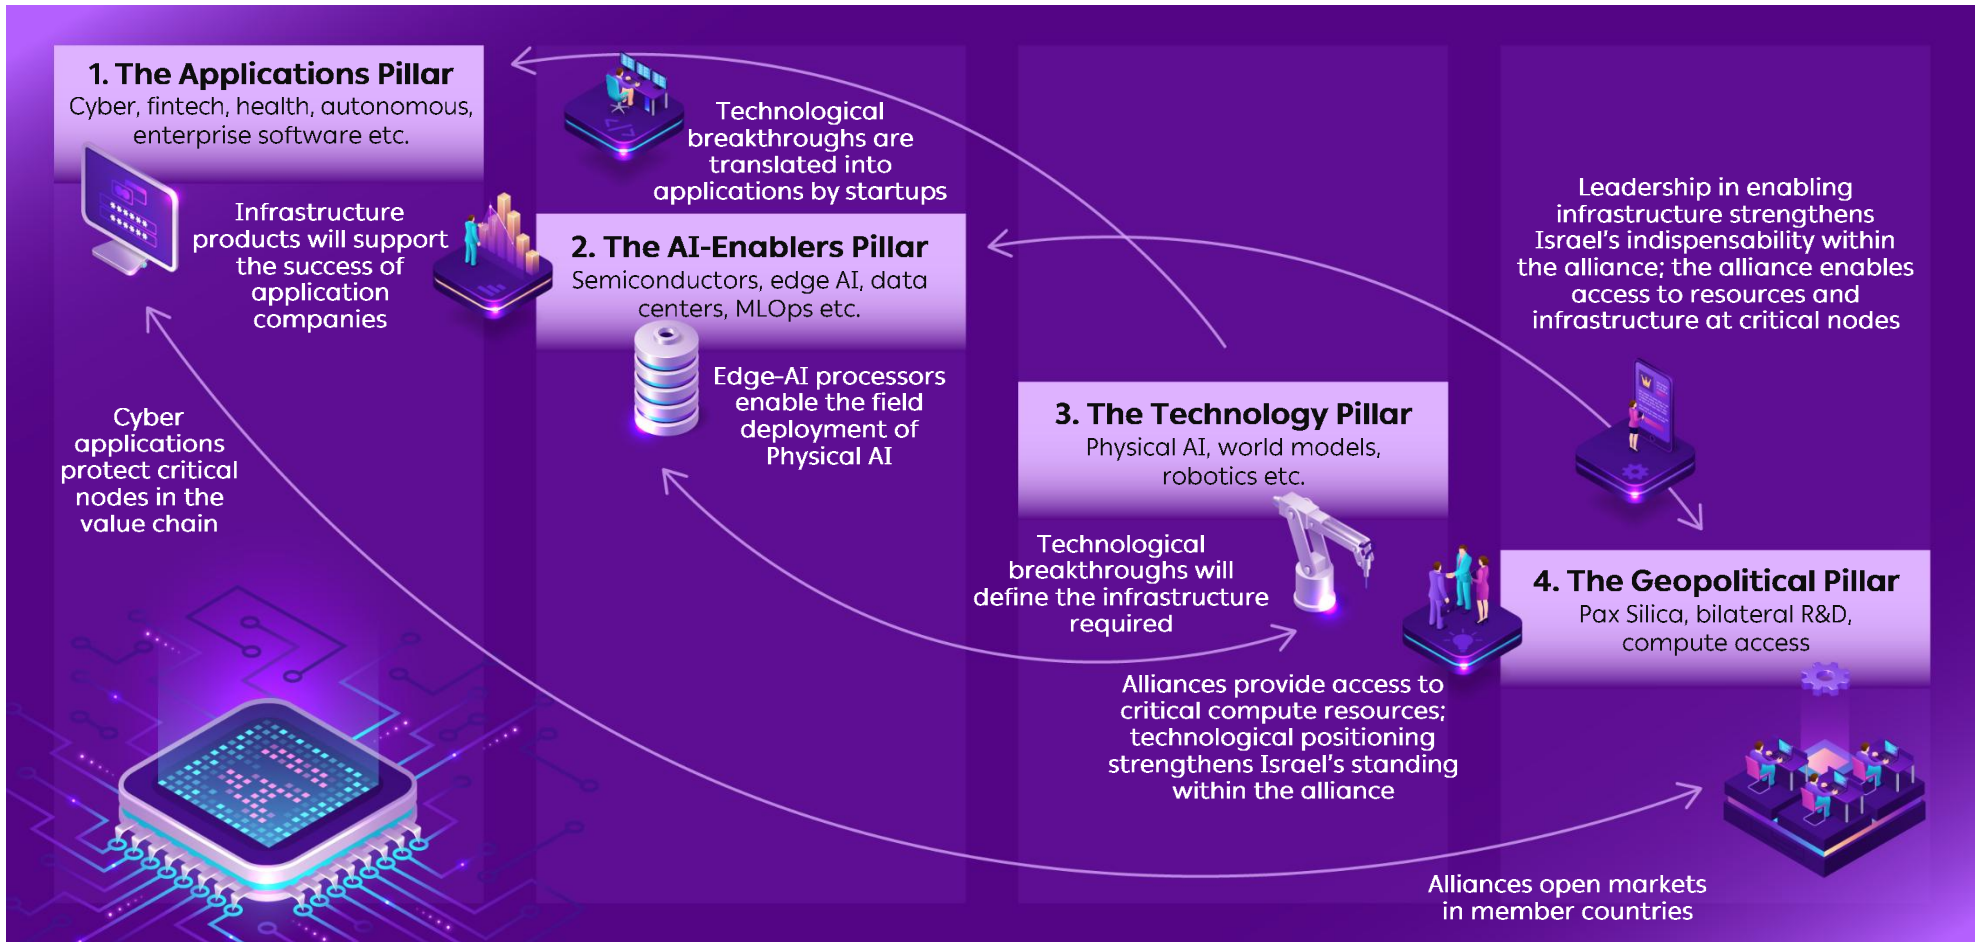 1. The Applications Pillar
Cyber, fintech, health, autonomous,
enterprise software etc.
Infrastructure
products will support
the success of
application
companies
Cyber
applications
protect critical
nodes in the
value chain
Technological
breakthroughs are
translated into
applications by startups
2. The AI-Enablers Pillar
Semiconductors, edge AI, data
centers, MLOps etc.
Edge-AI processors
enable the field
deployment of
Physical AI
3. The Technology Pillar
Physical AI, world models,
robotics etc.
Technological
breakthroughs will
define the infrastructure
required
Alliances provide access to
critical compute resources;
technological positioning
strengthens Israel's standing
within the alliance
Leadership in enabling
infrastructure strengthens
Israel's indispensability within
the alliance; the alliance enables
access to resources and
infrastructure at critical nodes
4. The Geopolitical Pillar
Pax Silica, bilateral R&D,
compute access
Alliances open markets
in member countries